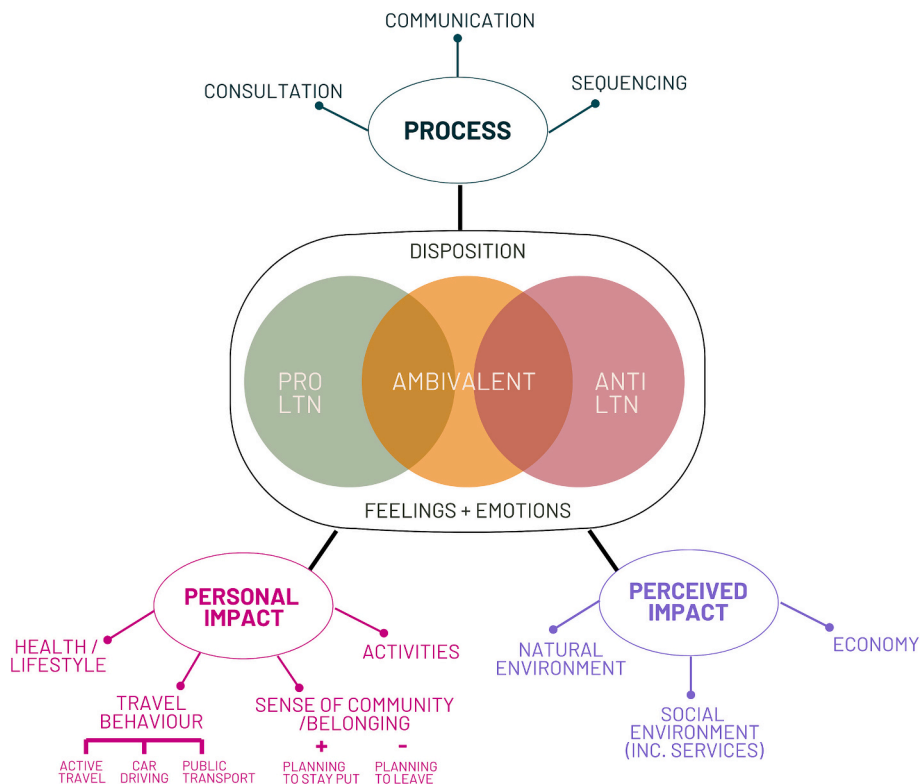 COMMUNICATION
CONSULTATION
SEQUENCING
PROCESS
DISPOSITION
PRO
LTN
AMBIVALENT
ANTI
LTN
FEELINGS + EMOTIONS
PERSONAL
IMPACT
PERCEIVED
IMPACT
HEALTH /
LIFESTYLE
ACTIVITIES
TRAVEL
BEHAVIOUR
SENSE OF COMMUNITY
/BELONGING
ACTIVE
TRAVEL
CAR
DRIVING
PUBLIC
TRANSPORT
+
PLANNING
TO STAY PUT
-
PLANNING
TO LEAVE
NATURAL
ENVIRONMENT
ECONOMY
SOCIAL
ENVIRONMENT
(INC. SERVICES)